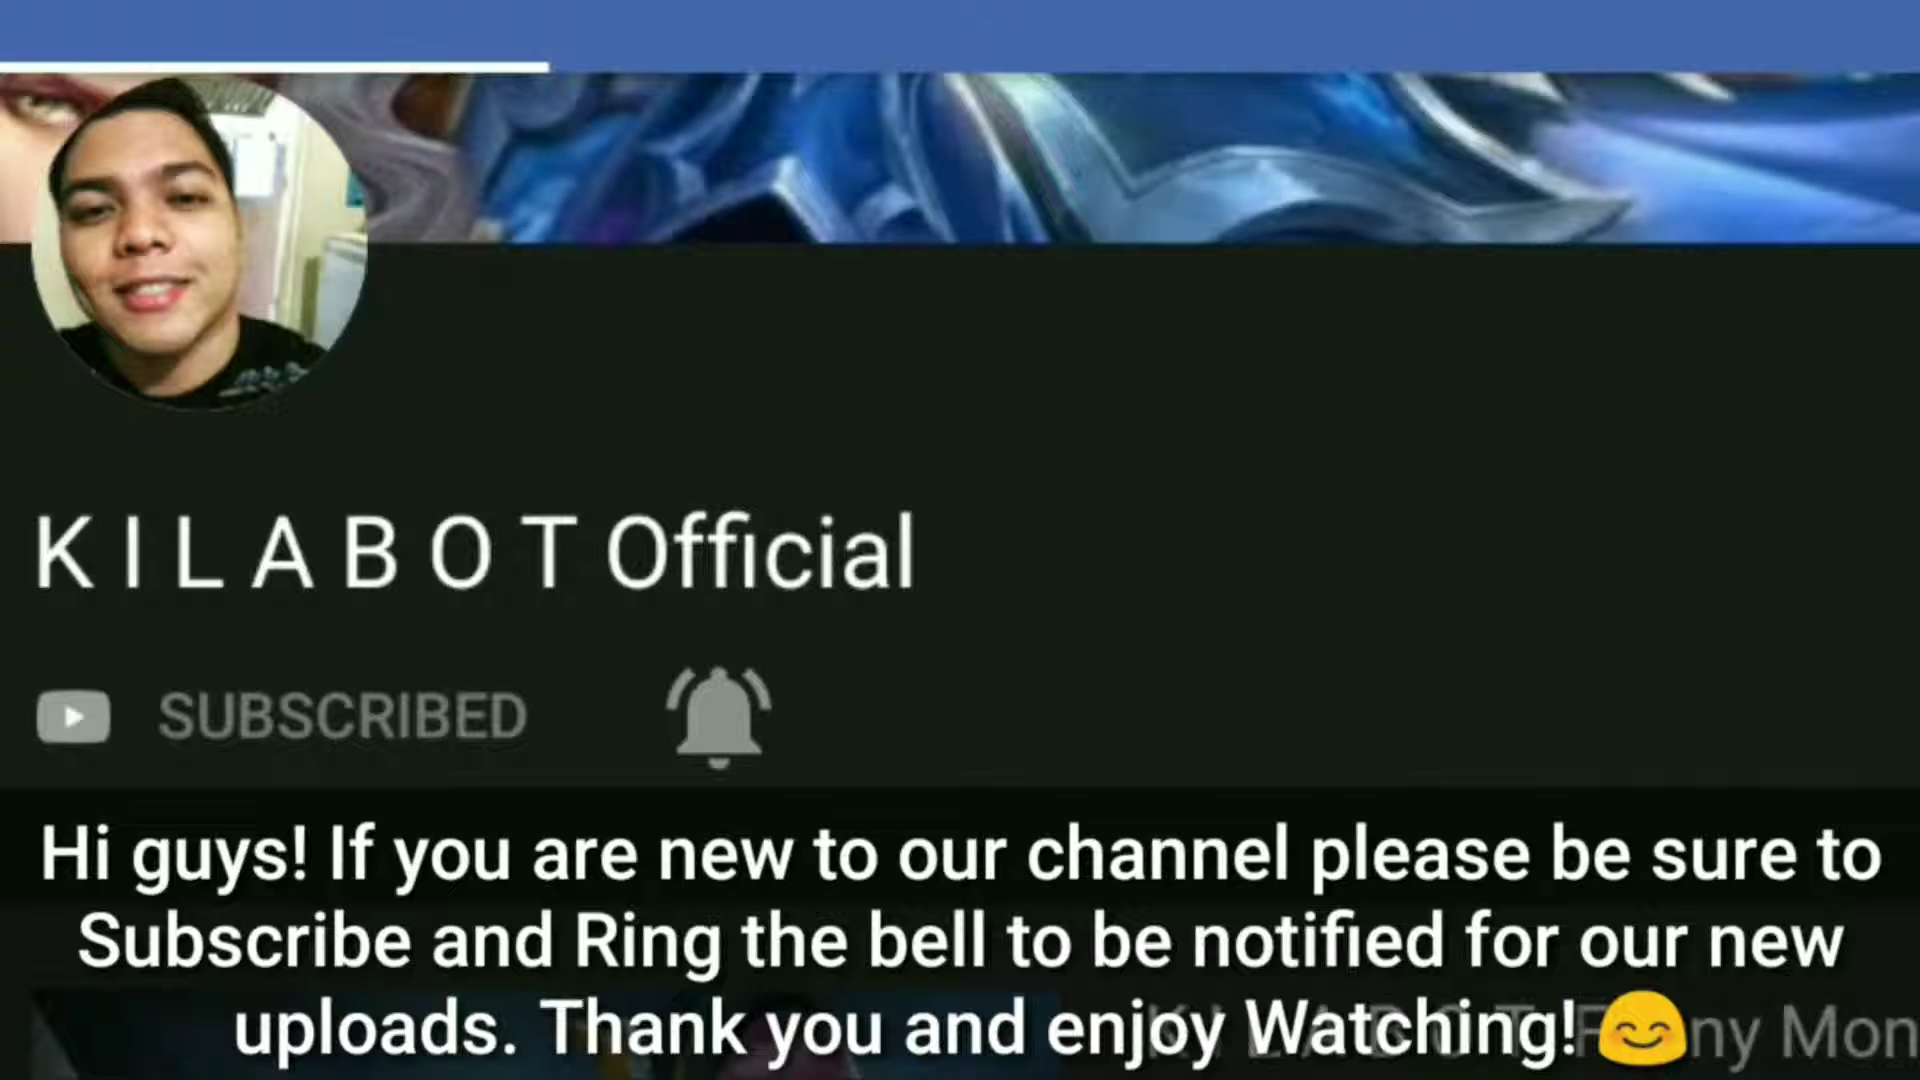 K I L A B O T Official
SUBSCRIBED
Hi guys! If you are new to our channel please be sure to
Subscribe and Ring the bell to be notified for our new
uploads. Thank you and enjoy Watching! 😊